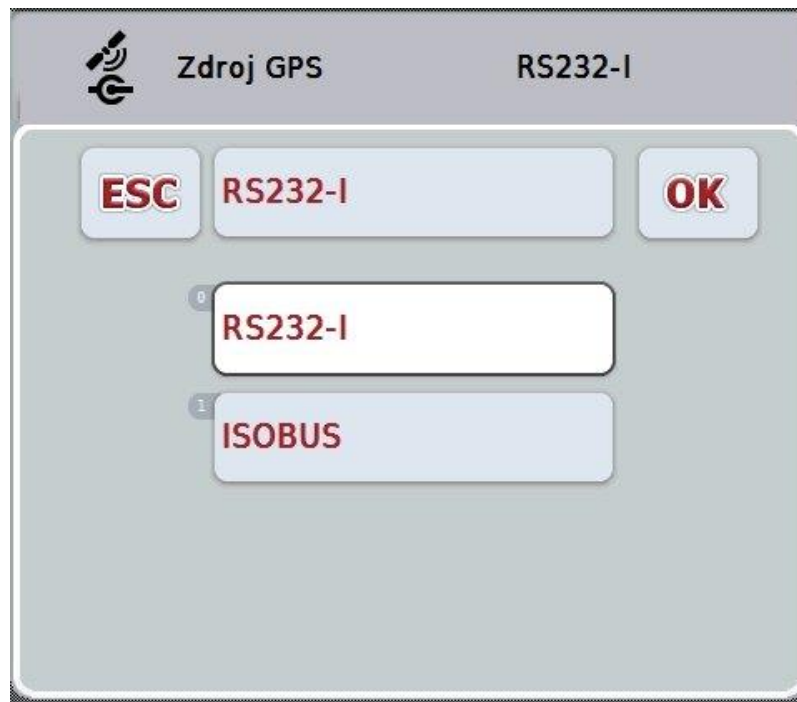 Zdroj GPS RS232-I
ESC RS232-I OK
0
RS232-I
1
ISOBUS